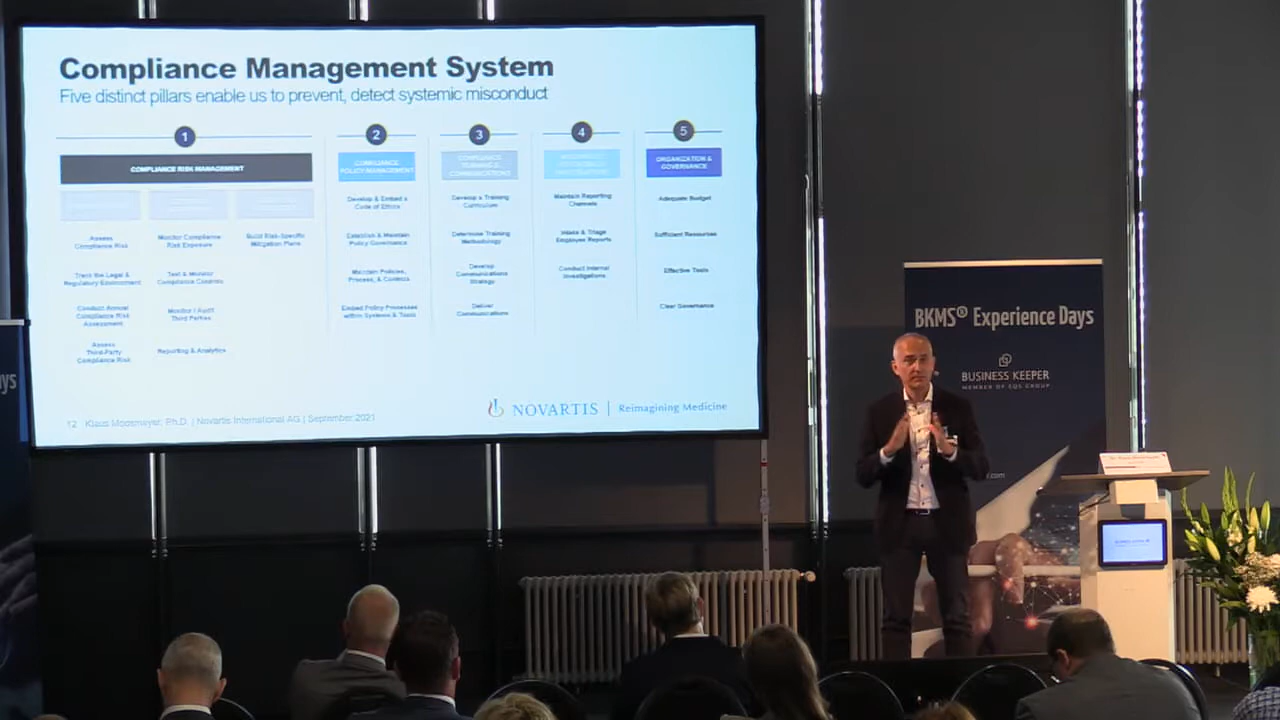 Compliance Management System
Five distinct pillars enable us to prevent, detect systemic misconduct
1
COMPLIANCE RISK MANAGEMENT
Assess
Compliance Risk
Track the Legal &
Regulatory Environment
Conduct Annual
Compliance Risk
Assessment
Assess
Third-Party
Compliance Risk
Monitor Compliance
Risk Exposure
Test & Monitor
Compliance Controls
Monitor / Audit
Third Parties
Reporting & Analytics
Build Risk-Specific
Mitigation Plans
2
COMPLIANCE
POLICY MANAGEMENT
Develop & Embed a
Code of Ethics
Establish & Maintain
Policy Governance
Maintain Policies,
Process, & Controls
Embed Policy Processes
within Systems & Tools
3
COMPLIANCE
TRAINING &
COMMUNICATIONS
Develop a Training
Curriculum
Determine Training
Methodology
Develop
Communications
Strategy
Deliver
Communications
4
Maintain Reporting
Channels
Intake & Triage
Employee Reports
Conduct Internal
Investigations
5
ORGANIZATION &
GOVERNANCE
Adequate Budget
Sufficient Resources
Effective Tools
Clear Governance
12 Klaus Moosmayer, Ph.D. | Novartis International AG | September 2021
NOVARTIS | Reimagining Medicine
BKMS® Experience Days
BUSINESS KEEPER
MEMBER OF EQS GROUP
ys